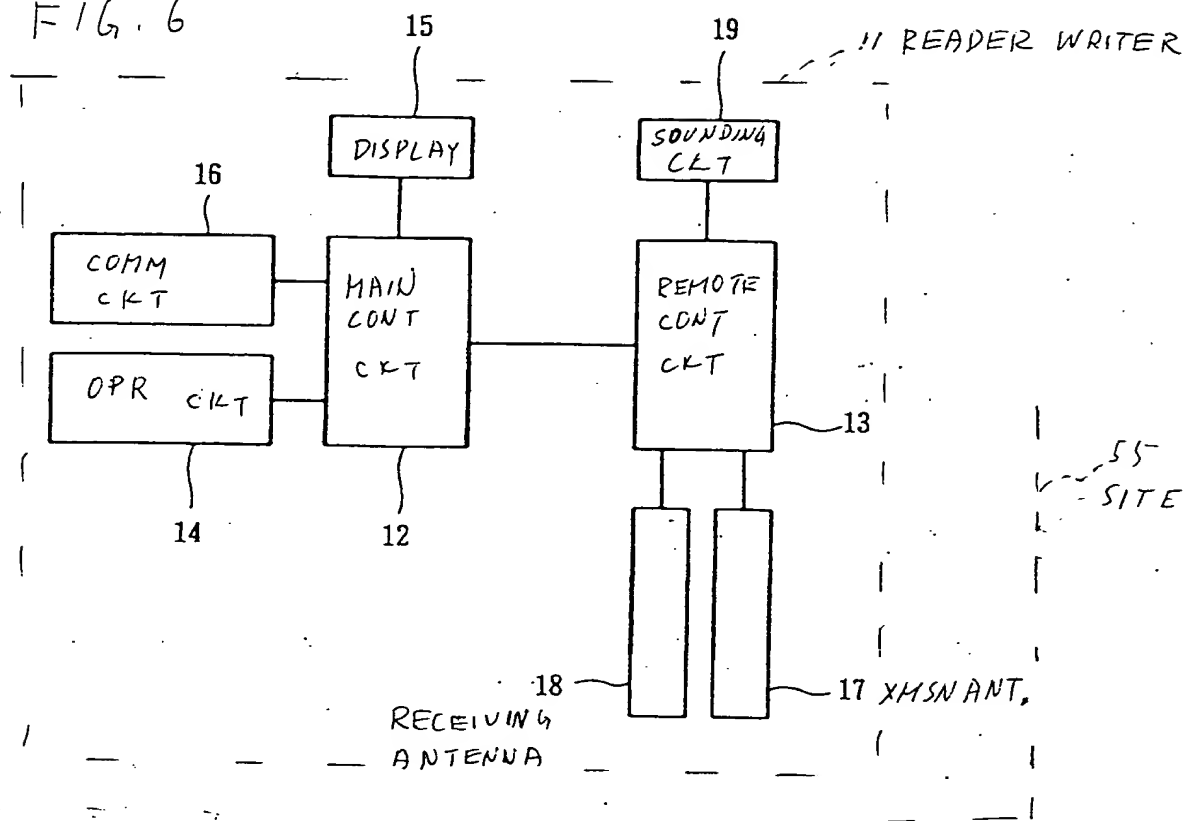 FIG. 6
15
19
11 READER WRITER
DISPLAY
SOUNDING
CKT
16
COMM
CKT
MAIN
CONT
CKT
REMOTE
CONT
CKT
OPR CKT
13
55
SITE
14
12
18
17 XMSN ANT.
RECEIVING
ANTENNA